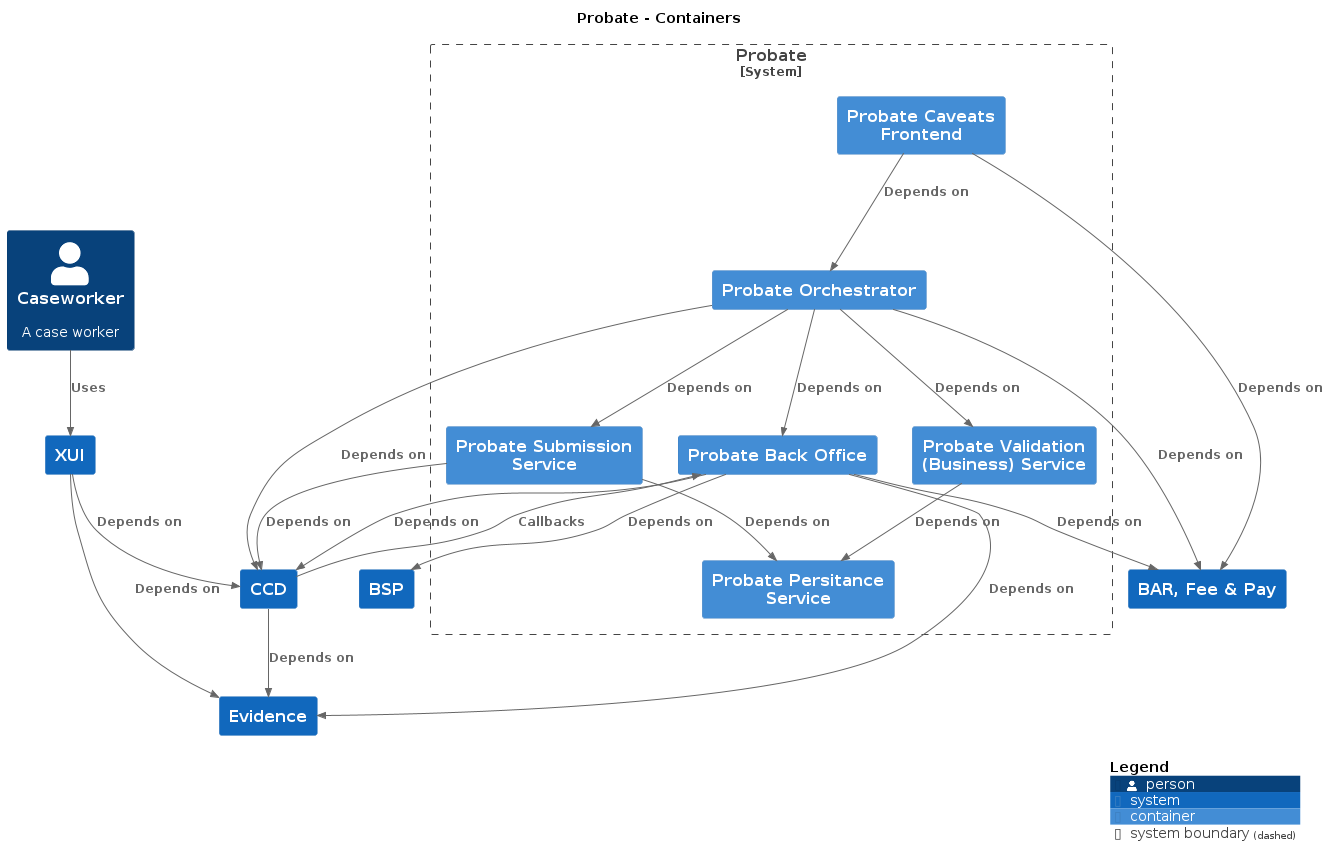 Probate - Containers
Probate
[System]
Probate Caveats
Frontend
Depends on
Probate Orchestrator
Caseworker
A case worker
Uses
Depends on
Depends on
Depends on
Depends on
XUI
Depends on
Probate Submission
Service
Probate Back Office
Probate Validation
(Business) Service
Depends on
Depends on
Depends on
Depends on
Callbacks
Depends on
Depends on
Depends on
Depends on
Depends on
CCD
BSP
Probate Persitance
Service
Depends on
BAR, Fee & Pay
Depends on
Evidence
Legend
person
system
container
system boundary (dashed)